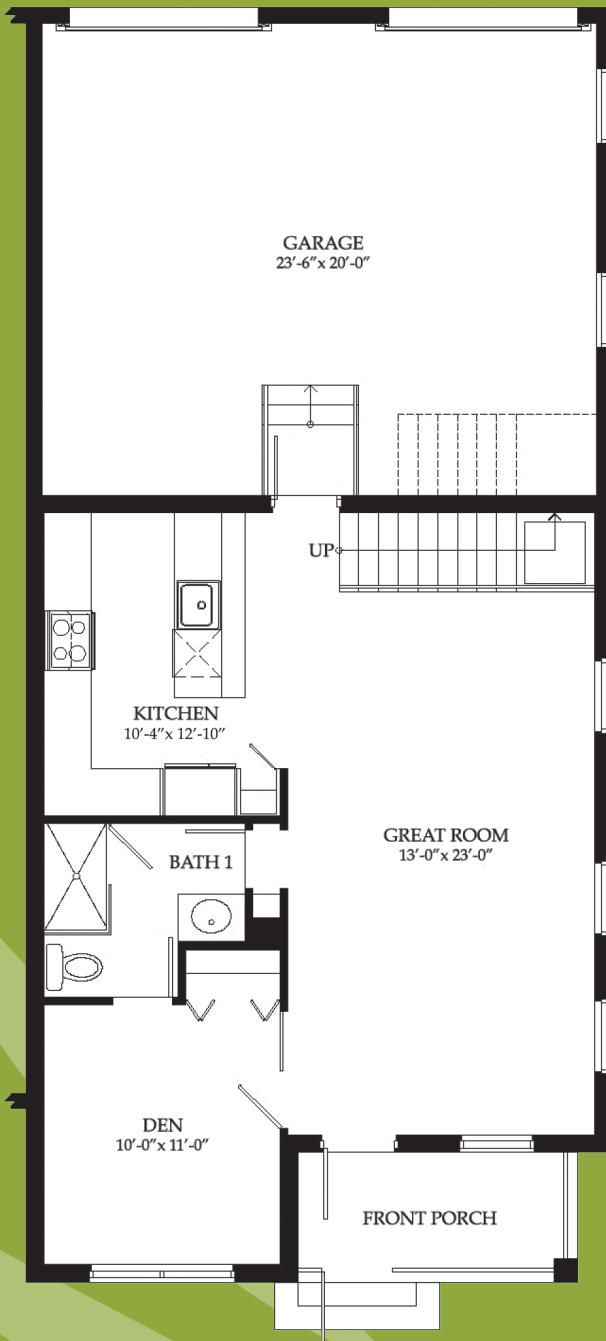 GARAGE
23′-6″x 20′-0″
UP
KITCHEN
10′-4″x 12′-10″
GREAT ROOM
13′-0″x 23′-0″
BATH 1
DEN
10′-0″x 11′-0″
FRONT PORCH